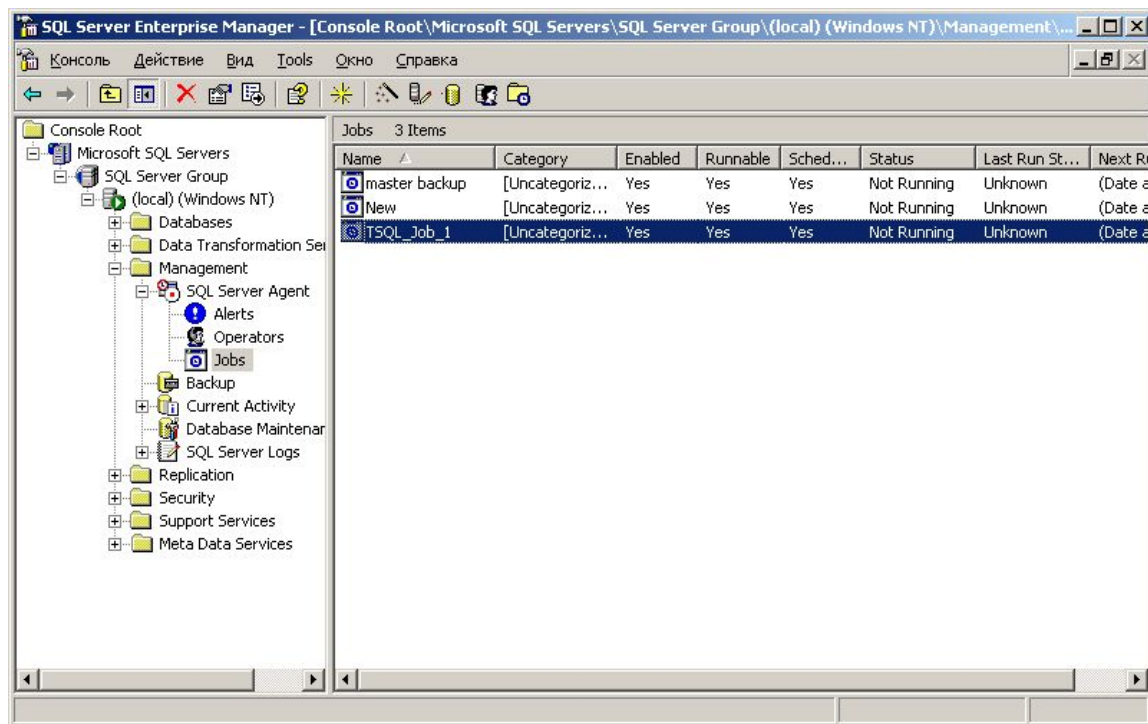 SQL Server Enterprise Manager - [Console Root\Microsoft SQL Servers\SQL Server Group\(local) (Windows NT)\Management\...
Консоль Действие Вид Tools Окно Справка
Console Root
Microsoft SQL Servers
SQL Server Group
(local) (Windows NT)
Databases
Data Transformation Ser
Management
SQL Server Agent
Alerts
Operators
Jobs
Backup
Current Activity
Database Maintenar
SQL Server Logs
Replication
Security
Support Services
Meta Data Services
Jobs 3 Items
Name Category Enabled Runnable Sched... Status Last Run St... Next R
master backup [Uncategoriz... Yes Yes Yes Not Running Unknown (Date a
New [Uncategoriz... Yes Yes Yes Not Running Unknown (Date a
TSQL_Job_1 [Uncategoriz... Yes Yes Yes Not Running Unknown (Date a